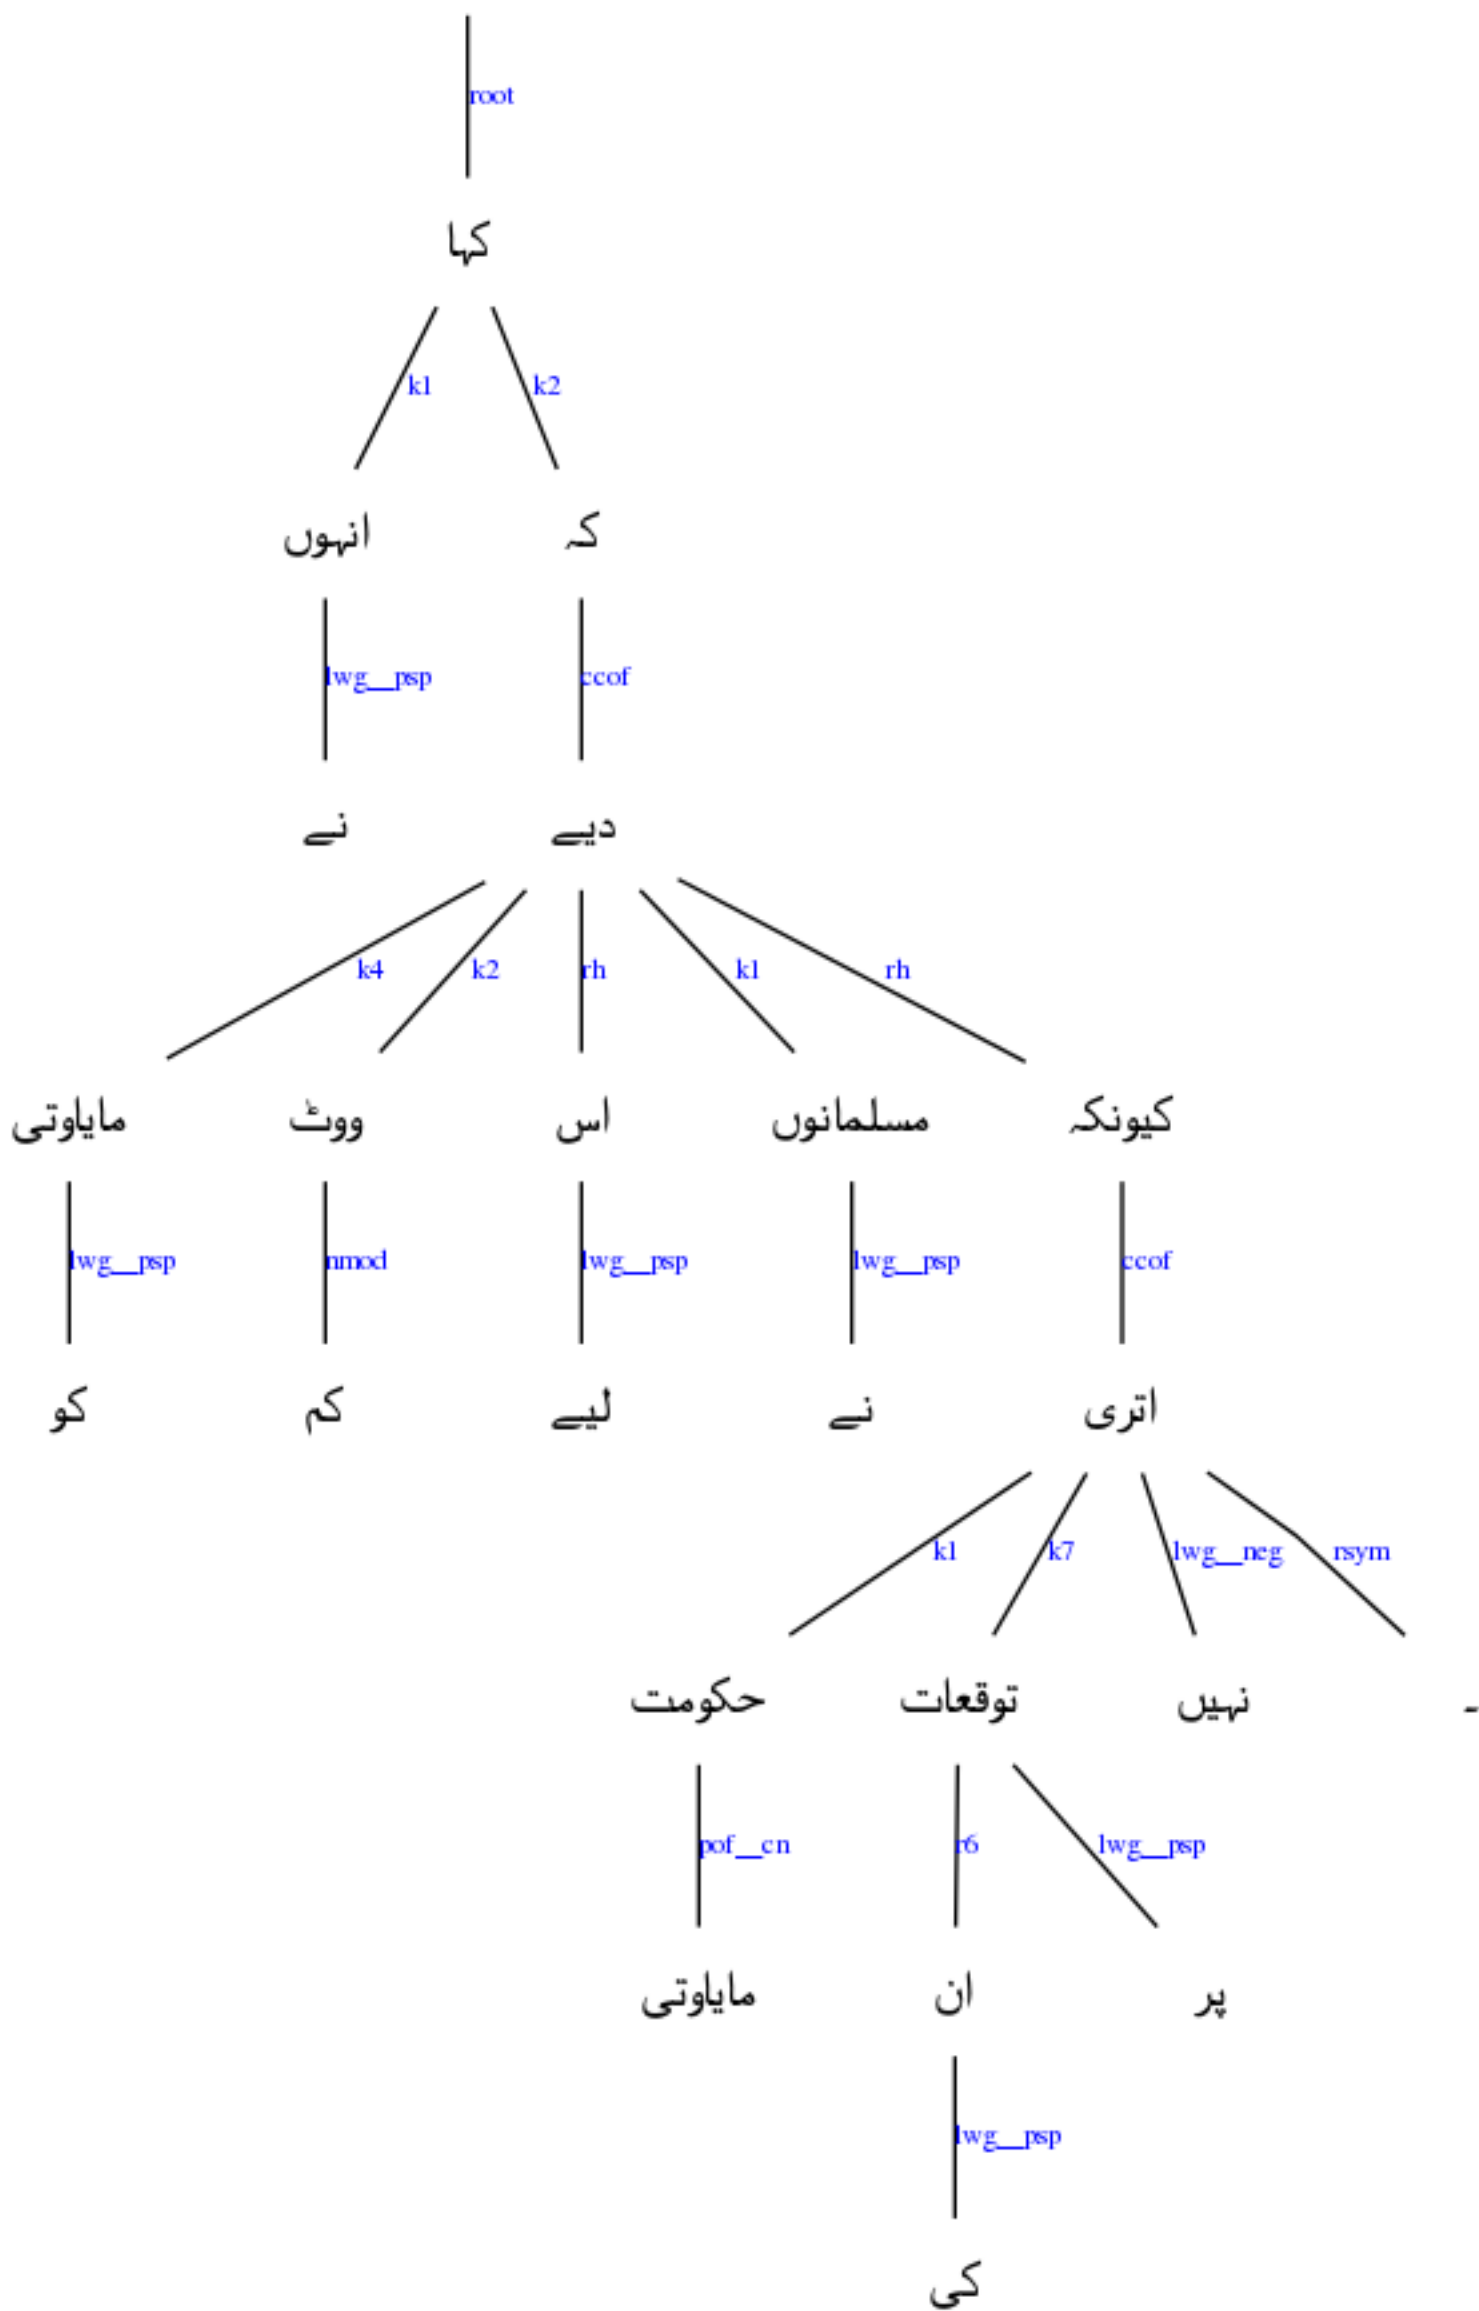 root
کہا
k1 k2
انہوں کہ
lwg__psp ccof
نے دیے
k4 k2 rh k1 rh
مایاوتی ووٹ اس مسلمانوں کیونکہ
lwg__psp nmod lwg__psp lwg__psp ccof
کو کم لیے نے اتری
k1 k7 lwg__neg rsym
حکومت توقعات نہیں ۔
pof__cn r6 lwg__psp
مایاوتی ان پر
lwg__psp
کی